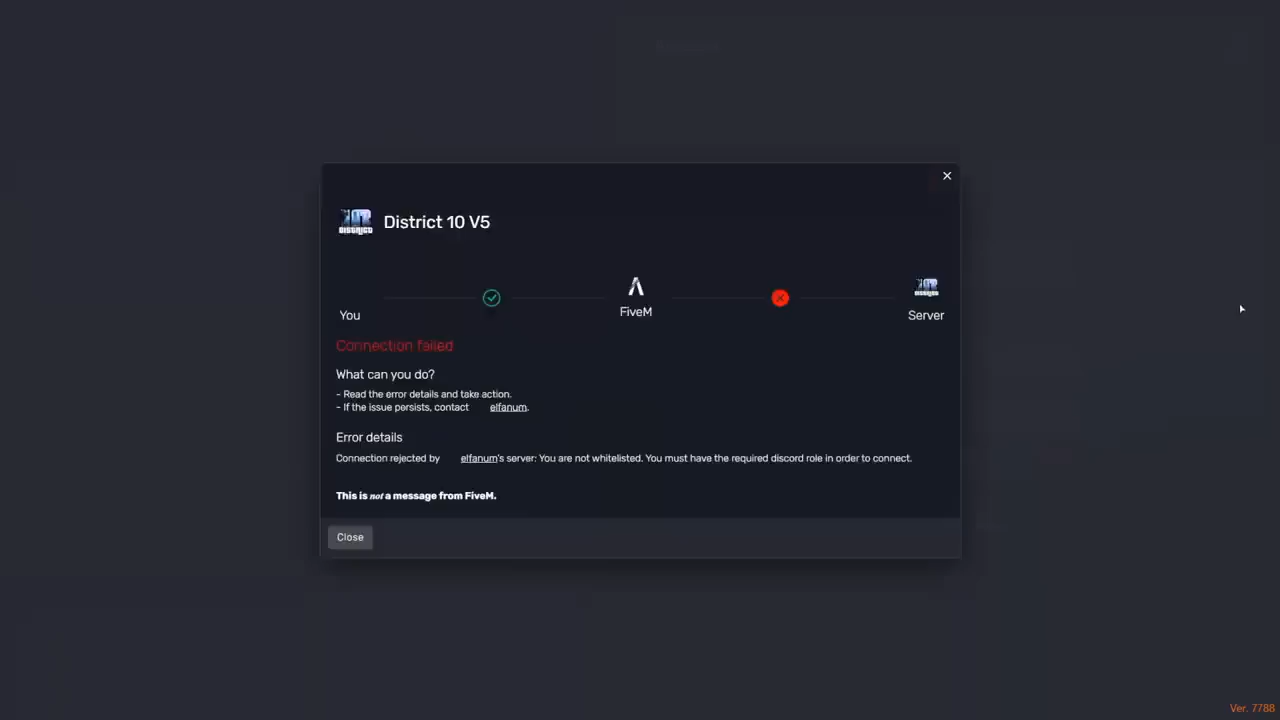 District 10 V5
You
FiveM
Server
Connection failed
What can you do?
- Read the error details and take action.
- If the issue persists, contact elfanum.
Error details
Connection rejected by elfanum's server: You are not whitelisted. You must have the required discord role in order to connect.
This is not a message from FiveM.
Close
Ver. 7788